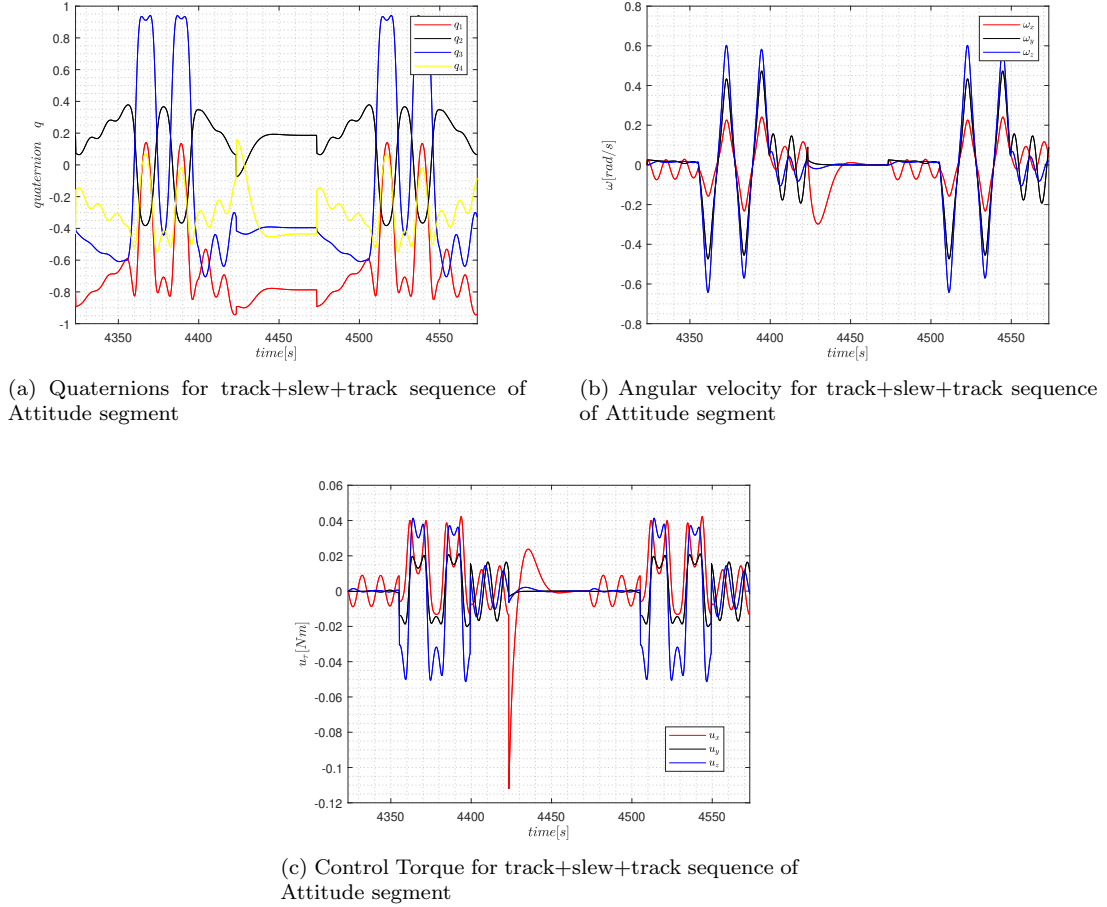 1
0.8
0.6
0.4
0.2
0
-0.2
-0.4
-0.6
-0.8
-1
quaternion q
4350 4400 4450 4500 4550
time[s]
q₁
q₂
q₃
q₄
0.8
0.6
0.4
0.2
0
-0.2
-0.4
-0.6
-0.8
ω[rad/s]
4350 4400 4450 4500 4550
time[s]
ωₓ
ω_y
ω_z
(a) Quaternions for track+slew+track sequence of
Attitude segment
(b) Angular velocity for track+slew+track sequence
of Attitude segment
0.06
0.04
0.02
0
-0.02
-0.04
-0.06
-0.08
-0.1
-0.12
u_τ[Nm]
4350 4400 4450 4500 4550
time[s]
uₓ
u_y
u_z
(c) Control Torque for track+slew+track sequence of
Attitude segment